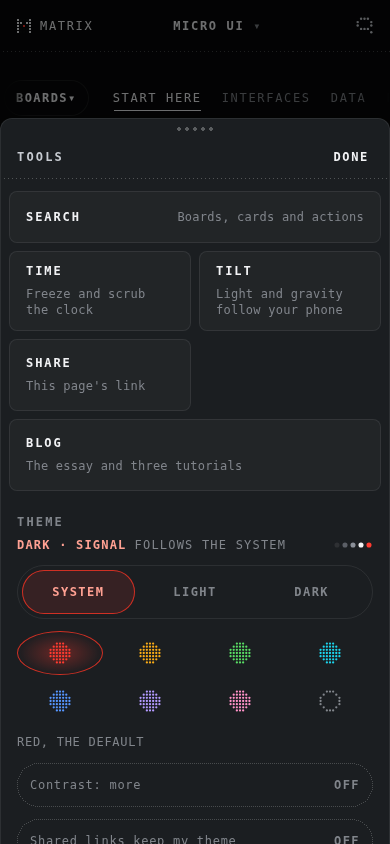 MATRIX MICRO UI ▾
BOARDS▾ START HERE INTERFACES DATA
TOOLS DONE
SEARCH Boards, cards and actions
TIME
Freeze and scrub
the clock
TILT
Light and gravity
follow your phone
SHARE
This page's link
BLOG
The essay and three tutorials
THEME
DARK · SIGNAL FOLLOWS THE SYSTEM
SYSTEM LIGHT DARK
RED, THE DEFAULT
Contrast: more OFF
Shared links keep my theme OFF